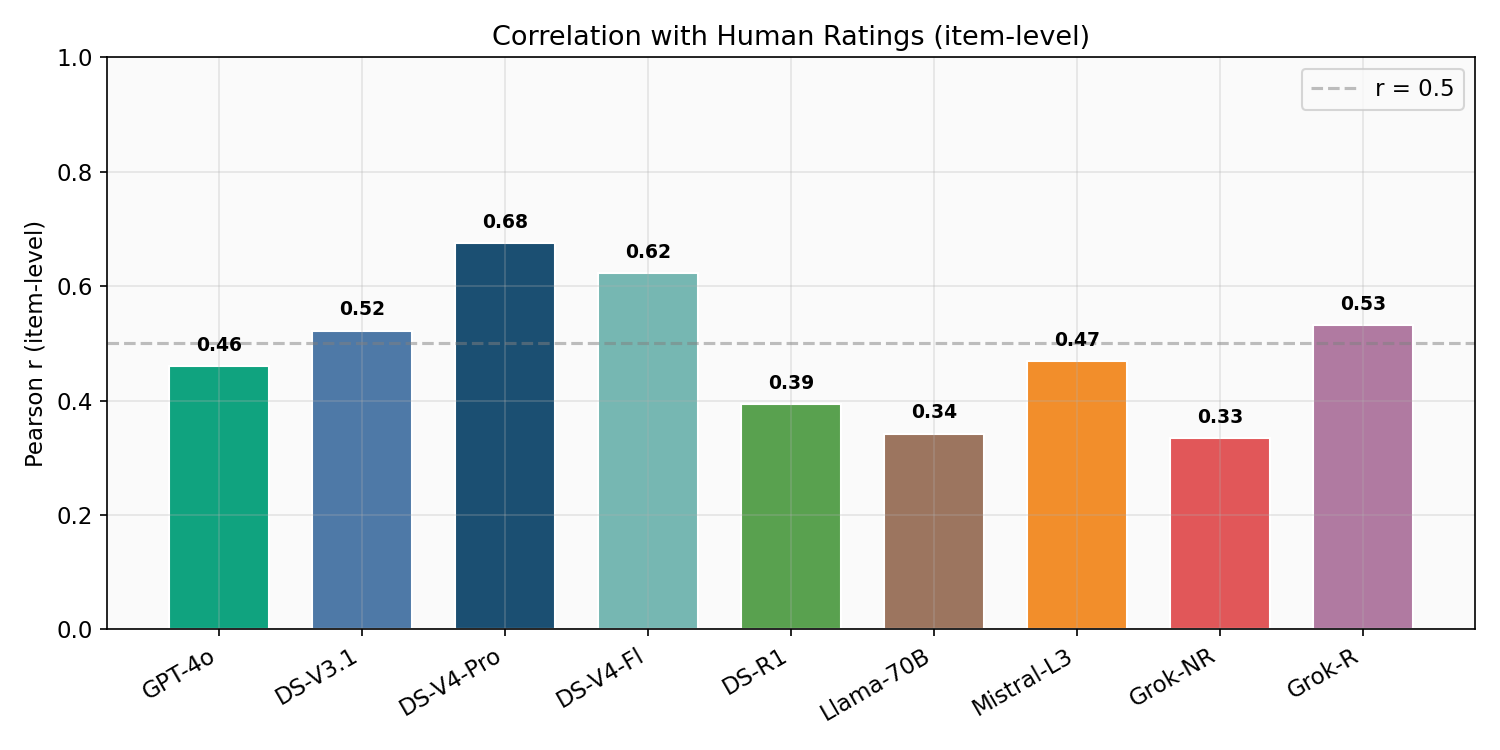 Correlation with Human Ratings (item-level)
Pearson r (item-level)
1.0
0.8
0.6
0.4
0.2
0.0
r = 0.5
0.46
0.52
0.68
0.62
0.39
0.34
0.47
0.33
0.53
GPT-4o
DS-V3.1
DS-V4-Pro
DS-V4-Fl
DS-R1
Llama-70B
Mistral-L3
Grok-NR
Grok-R